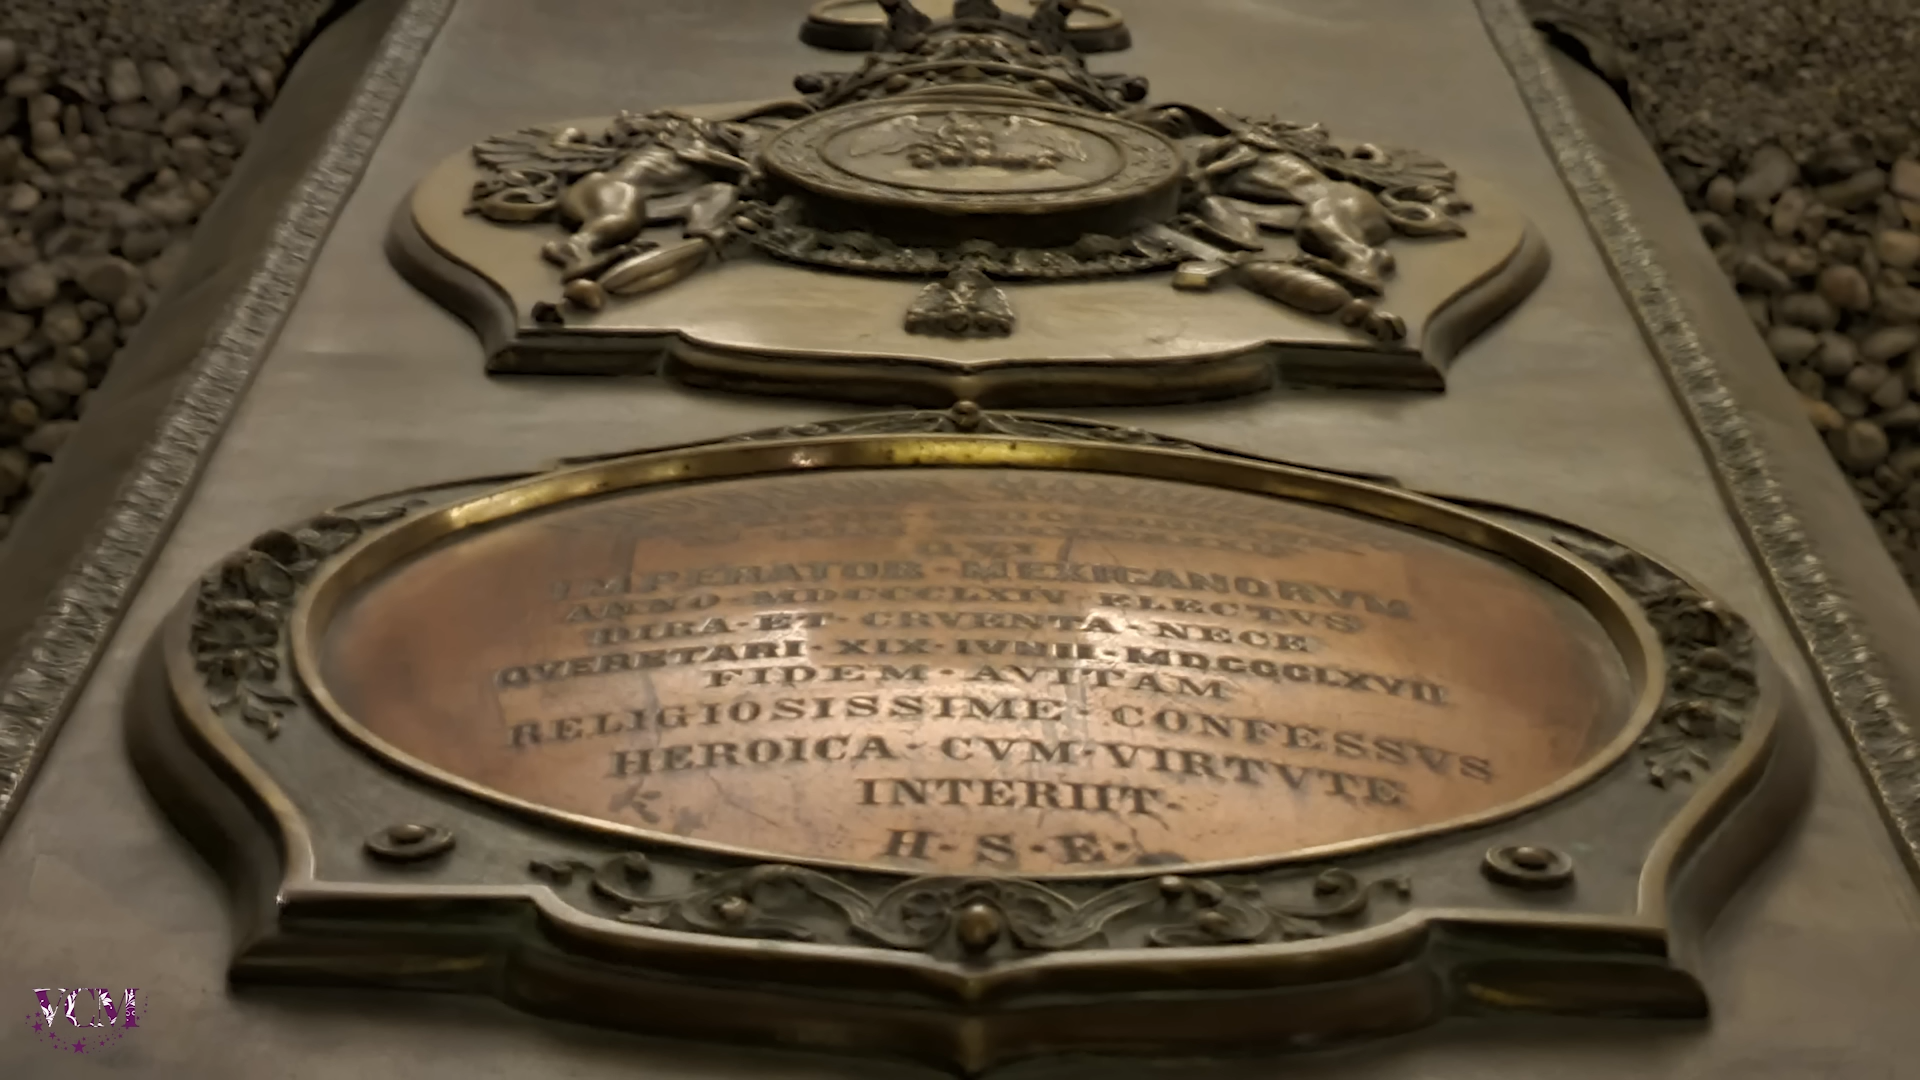 QVI
IMPERATOR · MEXICANORVM
ANNO · MDCCCLXIV ELECTVS
DIRA · ET · CRVENTA · NECE
QVERETARI · XIX · IVNII · MDCCCLXVII
FIDEM · AVITAM
RELIGIOSISSIME · CONFESSVS
HEROICA · CVM · VIRTVTE
INTERIIT ·
H · S · E ·
VCM